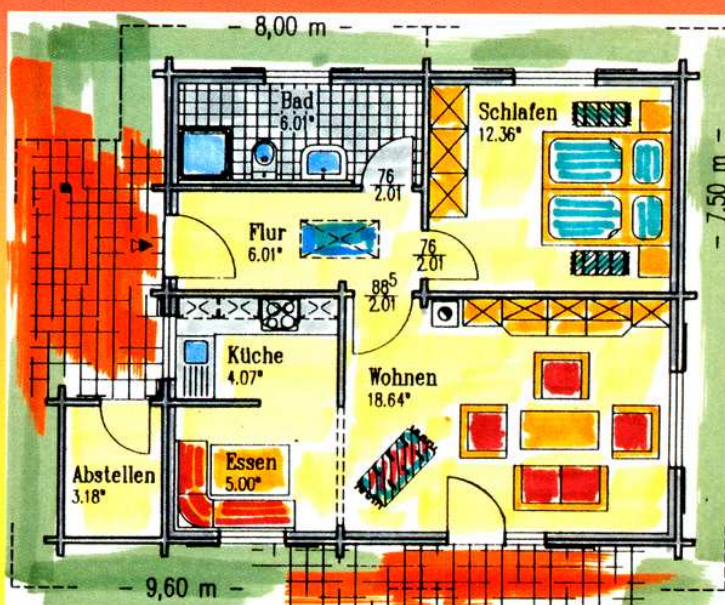 8,00 m
Bad
6.01"
Schlafen
12.36"
76
2.01
7,50 m
Flur
6.01"
76
2.01
88⁵
2.01
Küche
4.07"
Wohnen
18.64"
Abstellen
3.18"
Essen
5.00"
9,60 m